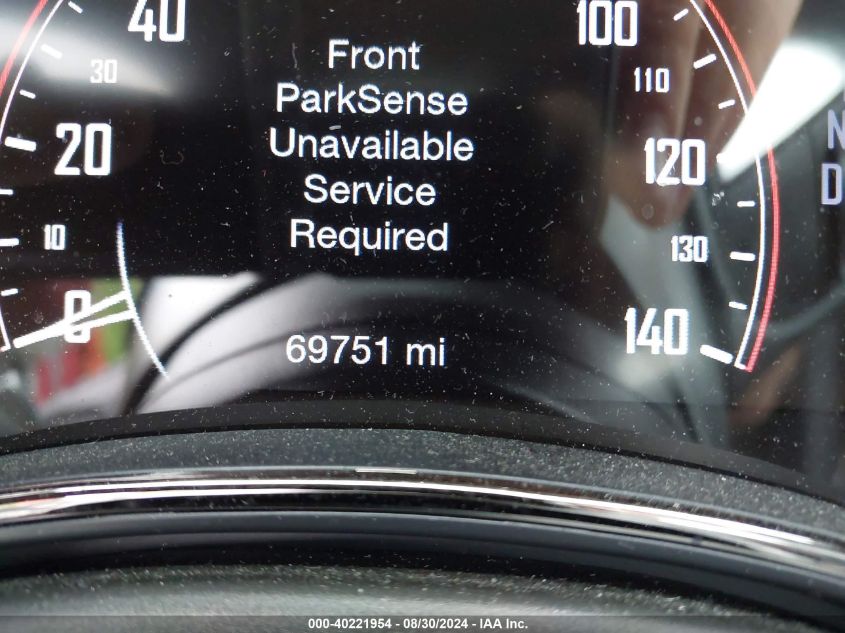 40
30
20
10
0
Front
ParkSense
Unavailable
Service
Required
69751 mi
100
110
120
130
140
N
D
000-40221954 - 08/30/2024 - IAA Inc.